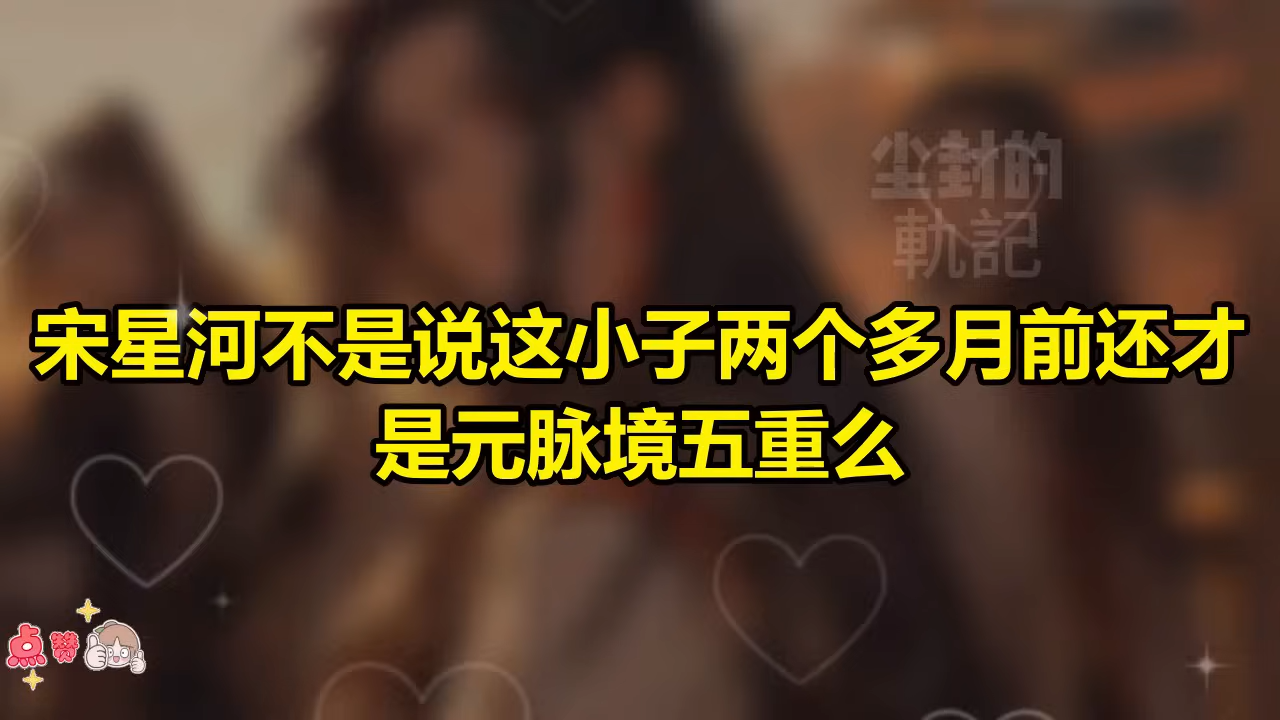 尘封的
軌記
宋星河不是说这小子两个多月前还才
是元脉境五重么
点赞